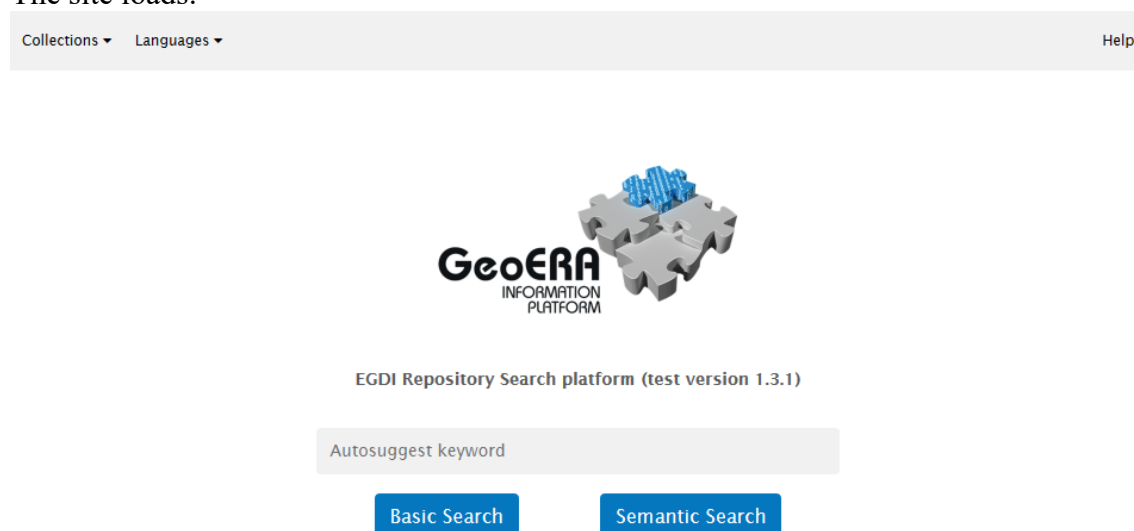 The site loads:
Collections Languages Help
GeoERA
INFORMATION
PLATFORM
EGDI Repository Search platform (test version 1.3.1)
Autosuggest keyword
Basic Search Semantic Search